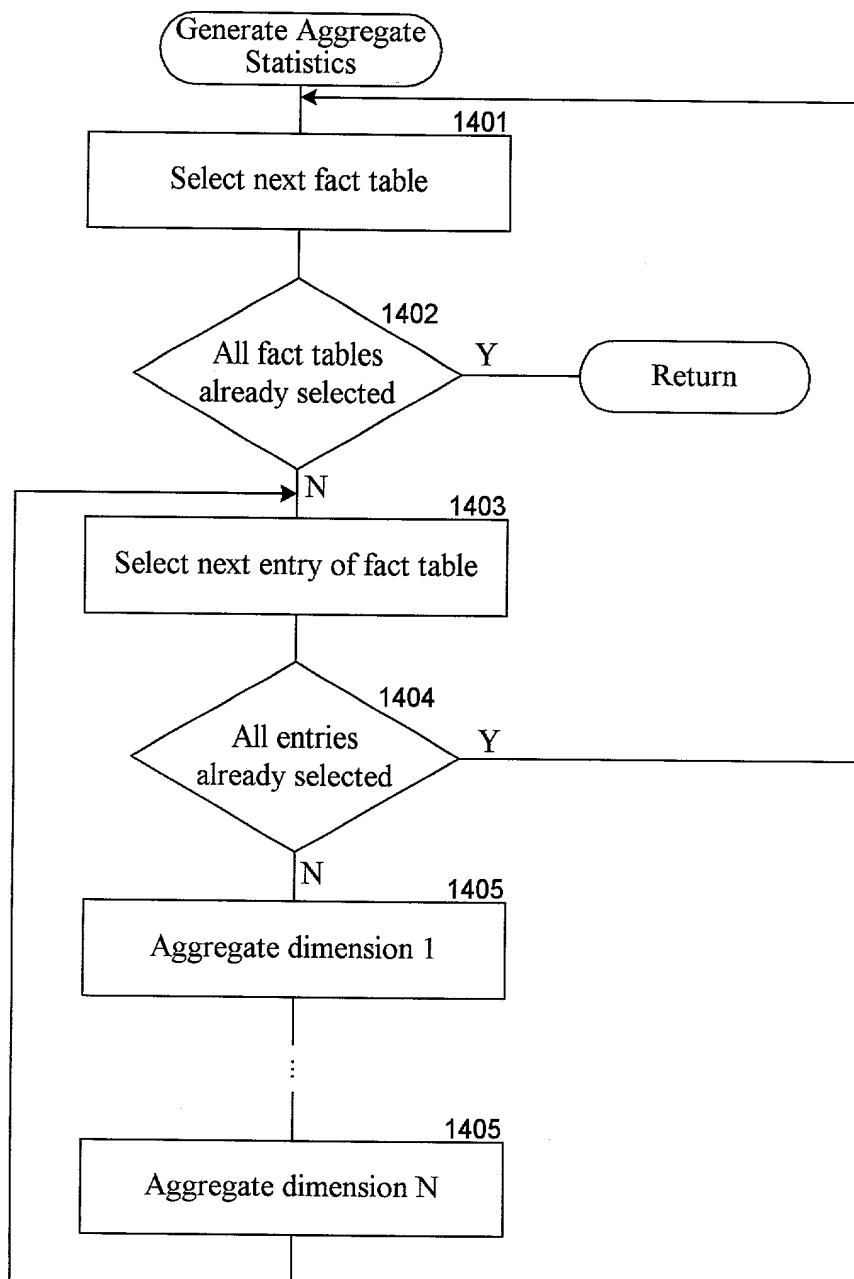 Generate Aggregate
Statistics
1401
Select next fact table
1402
All fact tables
already selected
Y
Return
N
1403
Select next entry of fact table
1404
All entries
already selected
Y
N
1405
Aggregate dimension 1
...
1405
Aggregate dimension N